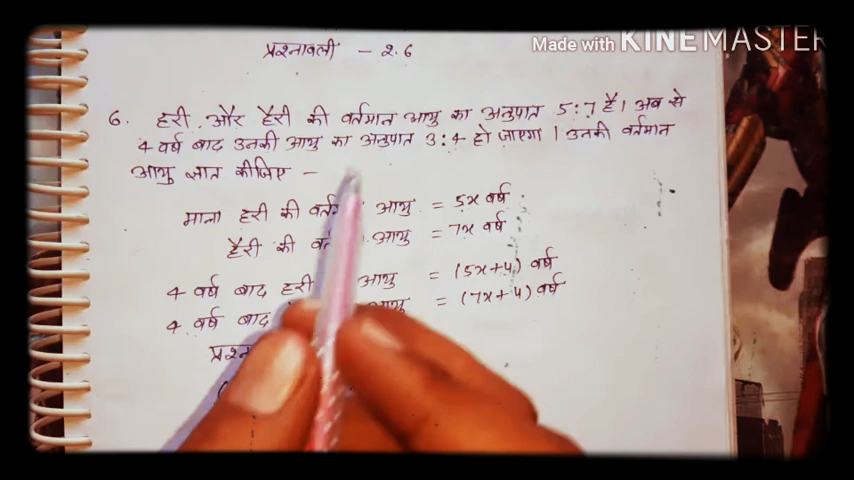 Made with KINEMASTER
प्रश्नावली - २.6
6. हरी और हैरी की वर्तमान आयु का अनुपात 5:7 है। अब से
4 वर्ष बाद उनकी आयु का अनुपात 3:4 हो जाएगा। उनकी वर्तमान
आयु ज्ञात कीजिए -
माना हरी की आयु = 5x वर्ष
हैरी की आयु = 7x वर्ष
4 वर्ष बाद हरी आयु = (5x+4) वर्ष
4 वर्ष बाद = (7x+4) वर्ष